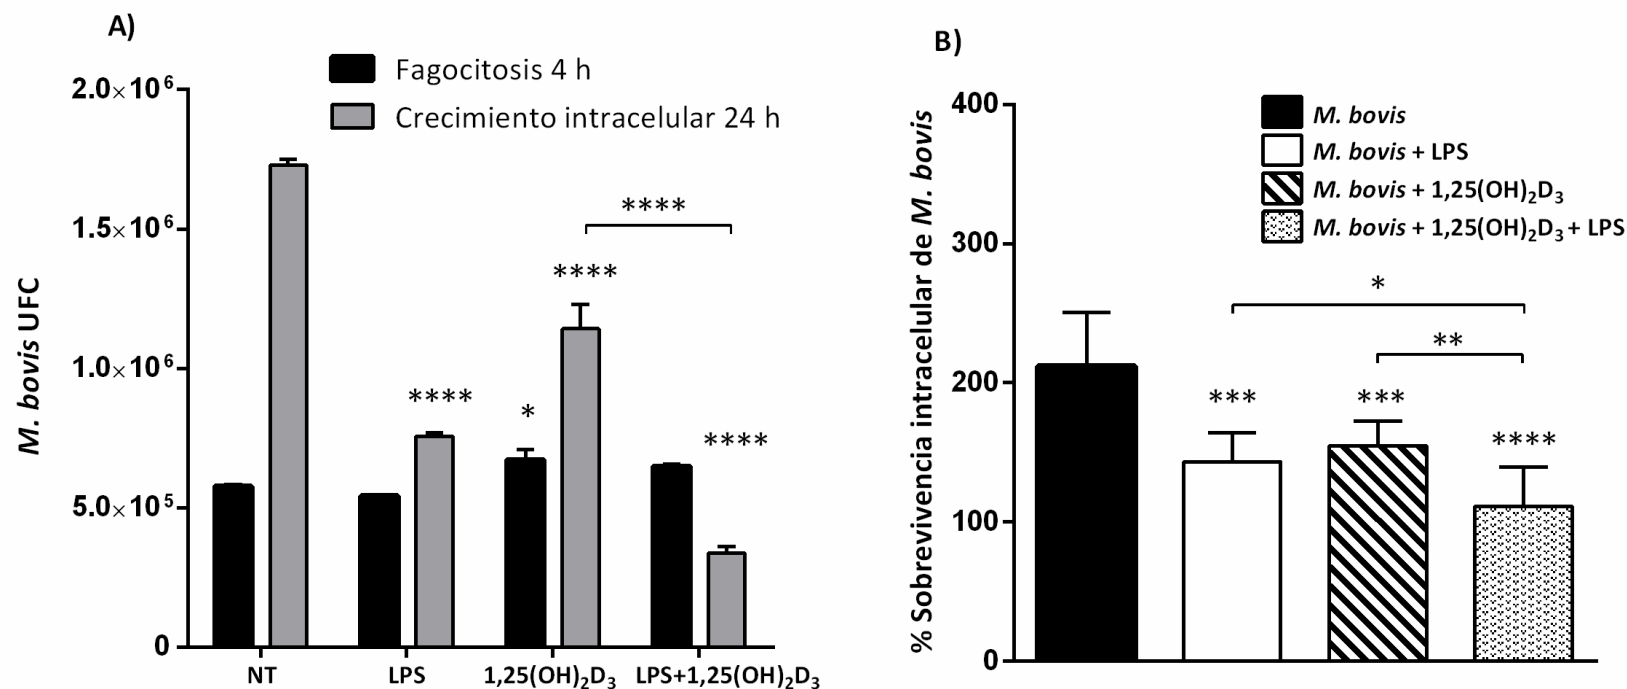 A)
Fagocitosis 4 h
Crecimiento intracelular 24 h
2.0×10⁶
1.5×10⁶
1.0×10⁶
5.0×10⁵
0
M. bovis UFC
****
*
****
****
****
NT
LPS
1,25(OH)₂D₃
LPS+1,25(OH)₂D₃
B)
M. bovis
M. bovis + LPS
M. bovis + 1,25(OH)₂D₃
M. bovis + 1,25(OH)₂D₃ + LPS
400
300
200
100
0
% Sobrevivencia intracelular de M. bovis
*
**
***
***
****